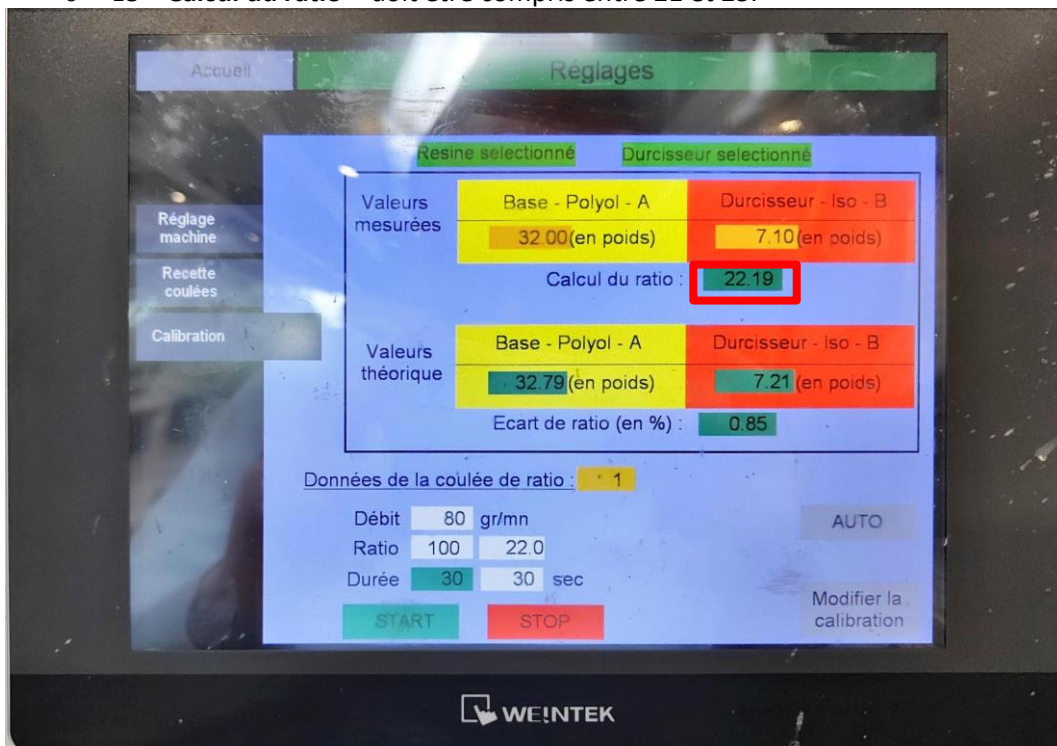 Accueil
Réglages
Resine selectionné
Durcisseur selectionné
Réglage machine
Recette coulées
Calibration
Valeurs mesurées
Base - Polyol - A
Durcisseur - Iso - B
32.00 (en poids)
7.10 (en poids)
Calcul du ratio : 22.19
Valeurs théorique
Base - Polyol - A
Durcisseur - Iso - B
32.79 (en poids)
7.21 (en poids)
Ecart de ratio (en %) : 0.85
Données de la coulée de ratio : 1
Débit 80 gr/mn
Ratio 100 22.0
Durée 30 30 sec
AUTO
START
STOP
Modifier la calibration
WEINTEK